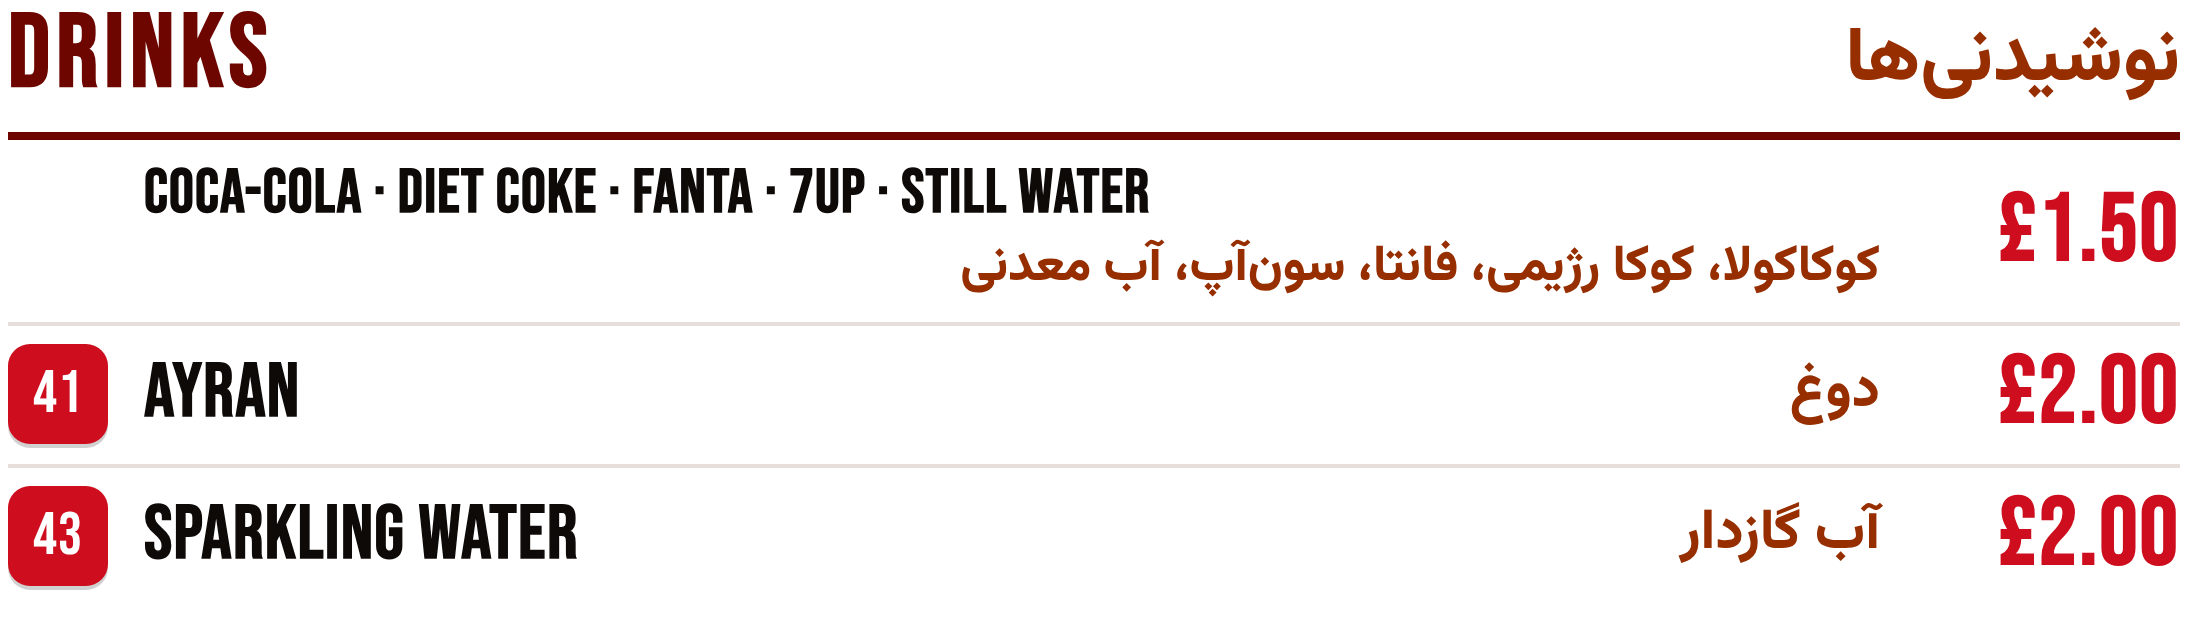 DRINKS نوشیدنی‌ها
COCA-COLA · DIET COKE · FANTA · 7UP · STILL WATER
کوکاکولا، کوکا رژیمی، فانتا، سون‌آپ، آب معدنی
£1.50
41 AYRAN دوغ £2.00
43 SPARKLING WATER آب گازدار £2.00